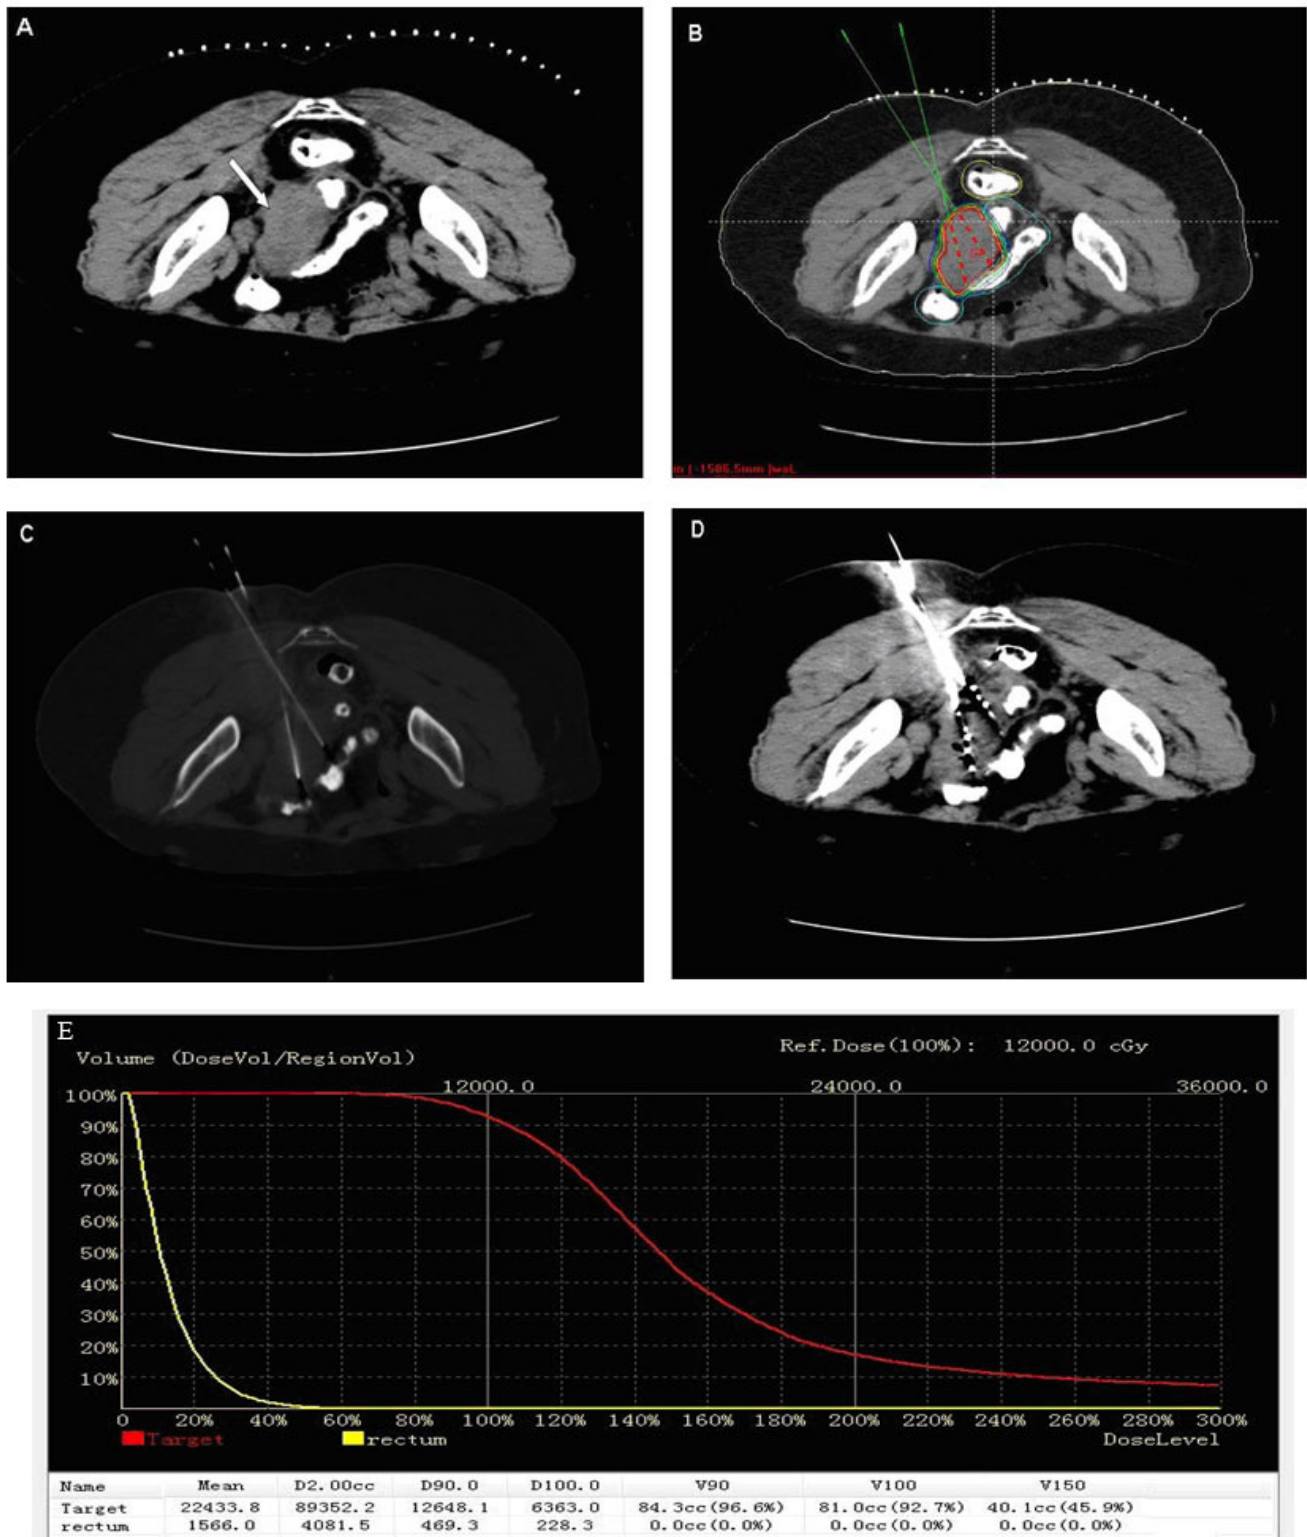 A
B
in (-1586.5mm )woL
C
D
E
Volume (DoseVol/RegionVol)
Ref.Dose(100%): 12000.0 cGy
12000.0 24000.0 36000.0
100%
90%
80%
70%
60%
50%
40%
30%
20%
10%
0 20% 40% 60% 80% 100% 120% 140% 160% 180% 200% 220% 240% 260% 280% 300%
Target rectum DoseLevel
Name Mean D2.00cc D90.0 D100.0 V90 V100 V150
Target 22433.8 89352.2 12648.1 6363.0 84.3cc(96.6%) 81.0cc(92.7%) 40.1cc(45.9%)
rectum 1566.0 4081.5 469.3 228.3 0.0cc(0.0%) 0.0cc(0.0%) 0.0cc(0.0%)